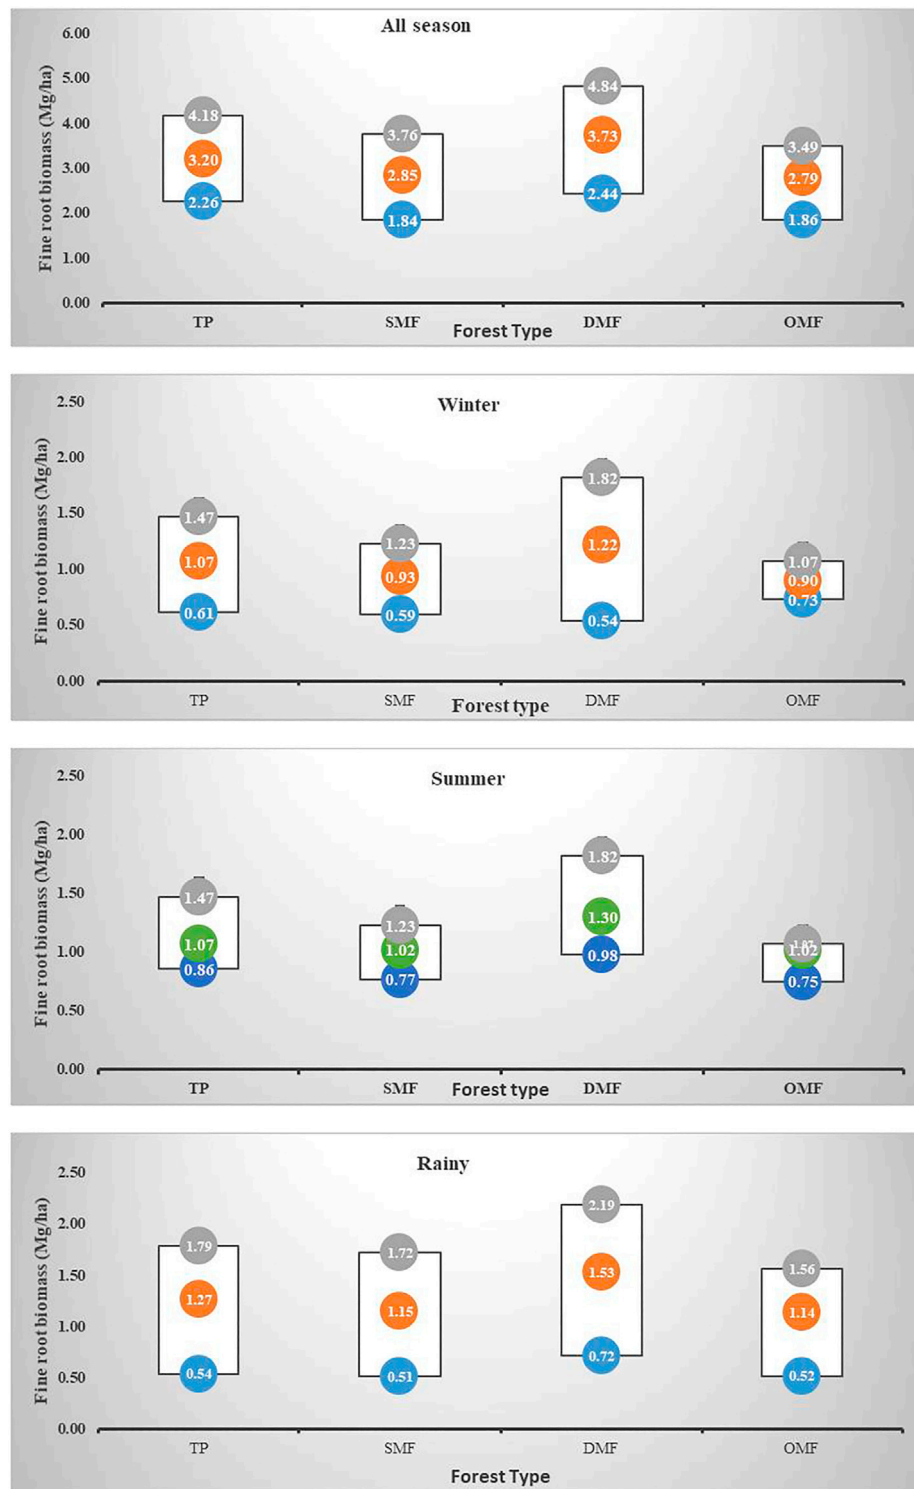 All season
Fine root biomass (Mg/ha)
6.00
5.00
4.00
3.00
2.00
1.00
0.00
4.18
3.20
2.26
3.76
2.85
1.84
4.84
3.73
2.44
3.49
2.79
1.86
TP
SMF
DMF
OMF
Forest Type
Winter
Fine root biomass (Mg/ha)
2.50
2.00
1.50
1.00
0.50
0.00
1.47
1.07
0.61
1.23
0.93
0.59
1.82
1.22
0.54
1.07
0.90
0.73
TP
SMF
DMF
OMF
Forest type
Summer
Fine root biomass (Mg/ha)
2.50
2.00
1.50
1.00
0.50
0.00
1.47
1.07
0.86
1.23
1.02
0.77
1.82
1.30
0.98
1.07
1.02
0.75
TP
SMF
DMF
OMF
Forest type
Rainy
Fine root biomass (Mg/ha)
2.50
2.00
1.50
1.00
0.50
0.00
1.79
1.27
0.54
1.72
1.15
0.51
2.19
1.53
0.72
1.56
1.14
0.52
TP
SMF
DMF
OMF
Forest Type